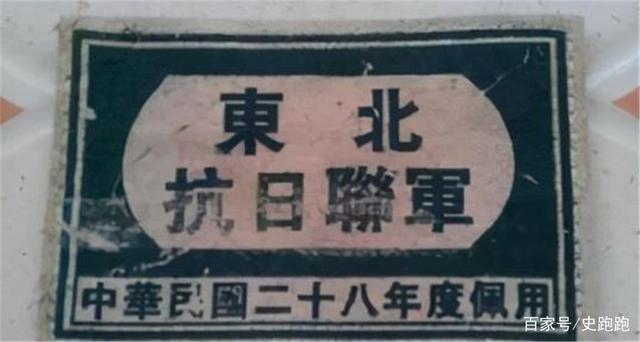 東北
抗日聯軍
中華民國二十八年度佩用
百家号/史跑跑